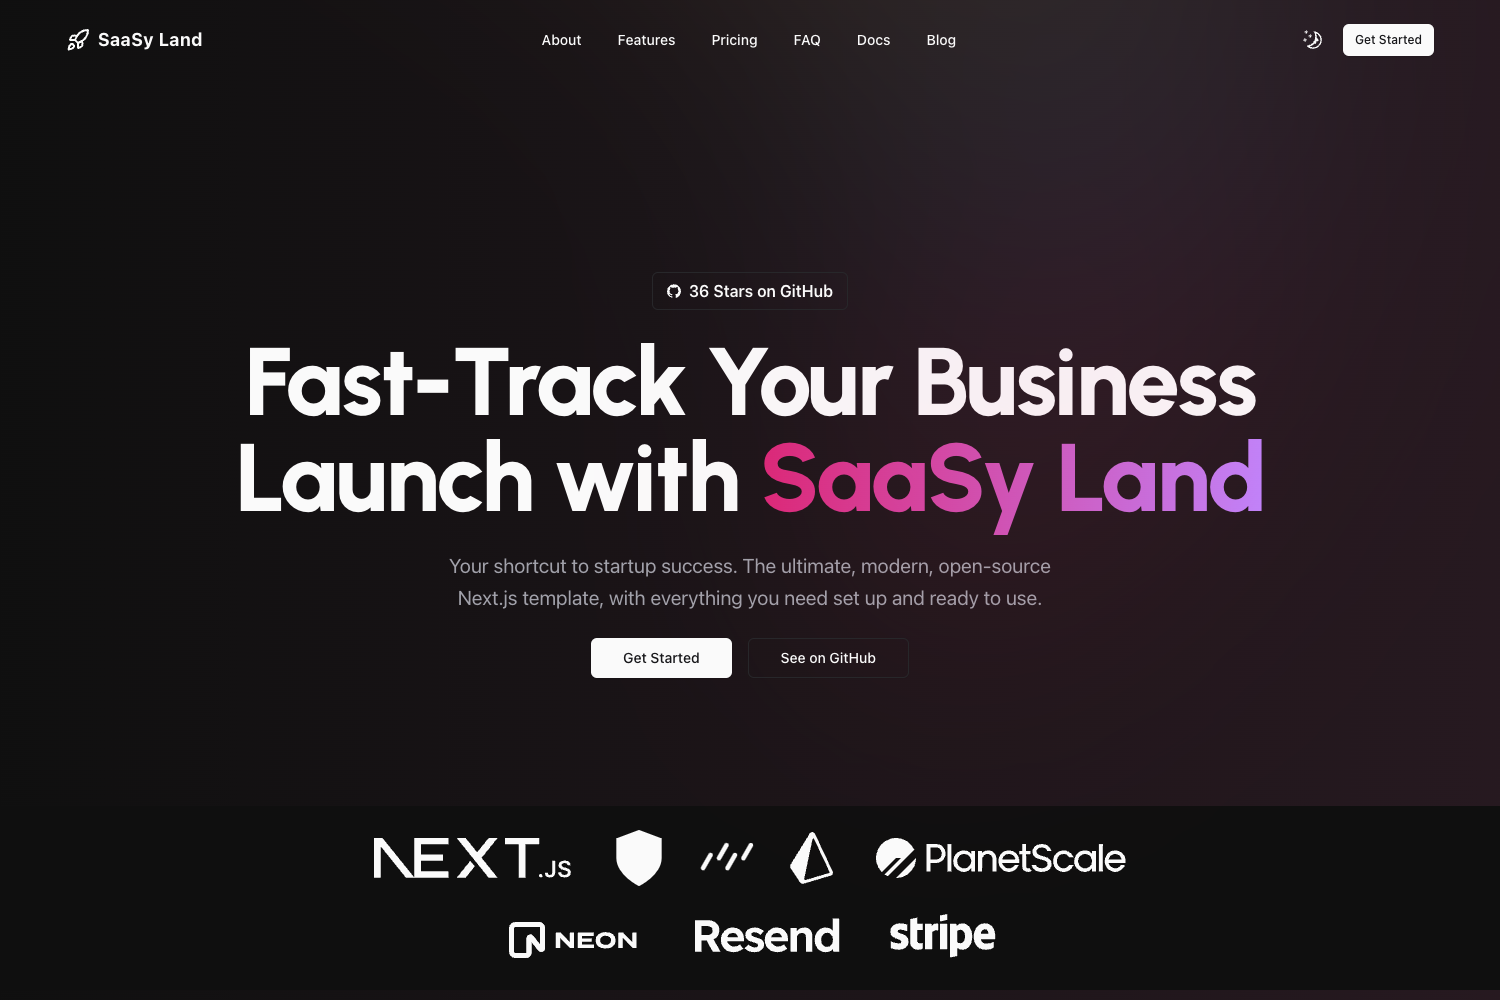 SaaSy Land
About Features Pricing FAQ Docs Blog
Get Started
36 Stars on GitHub
Fast-Track Your Business
Launch with SaaSy Land
Your shortcut to startup success. The ultimate, modern, open-source
Next.js template, with everything you need set up and ready to use.
Get Started
See on GitHub
NEXT.JS
PlanetScale
NEON
Resend
stripe